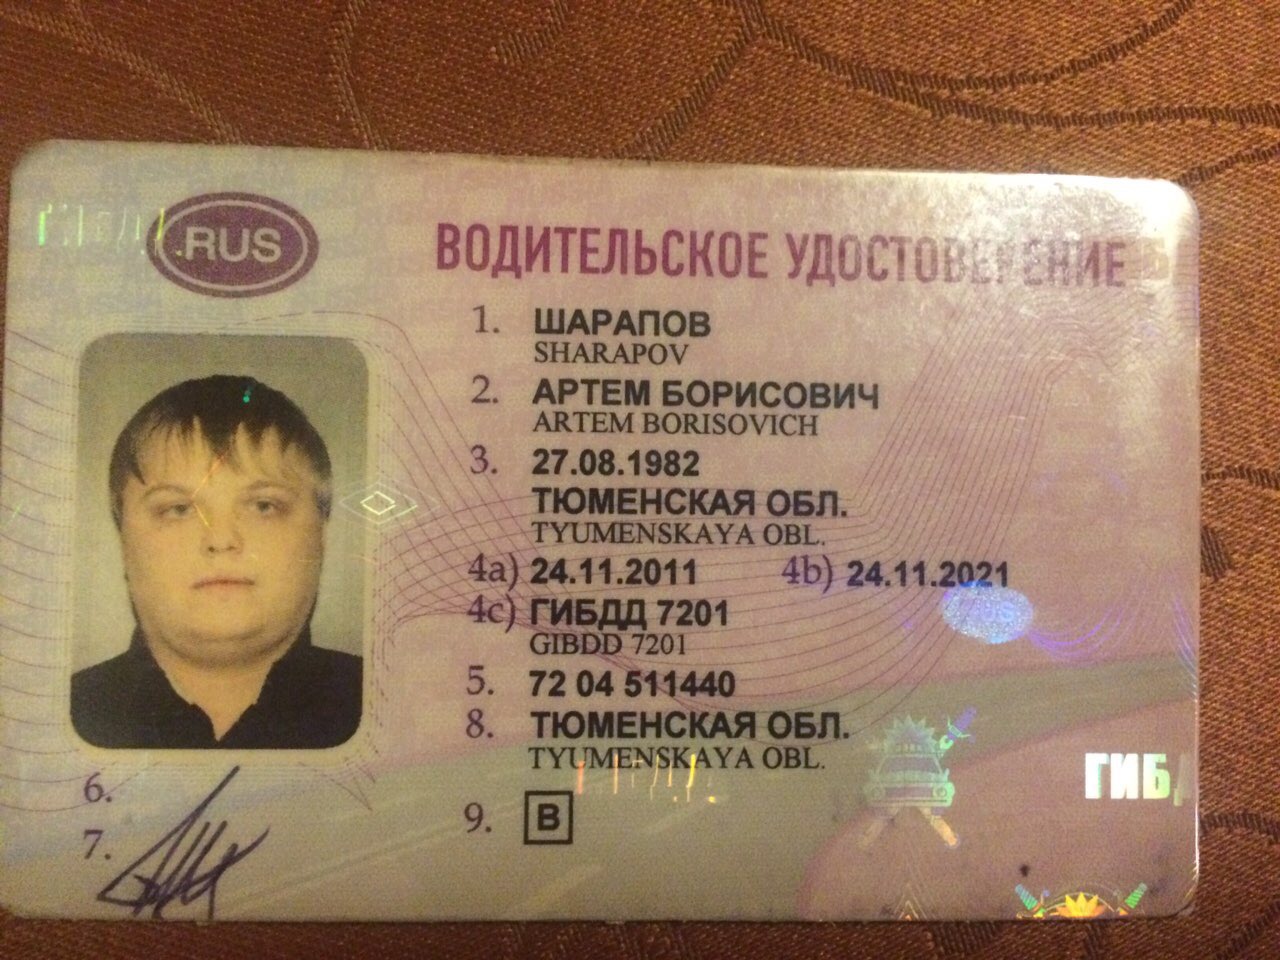 RUS
ВОДИТЕЛЬСКОЕ УДОСТОВЕРЕНИЕ
1. ШАРАПОВ
SHARAPOV
2. АРТЕМ БОРИСОВИЧ
ARTEM BORISOVICH
3. 27.08.1982
ТЮМЕНСКАЯ ОБЛ.
TYUMENSKAYA OBL.
4a) 24.11.2011 4b) 24.11.2021
4c) ГИБДД 7201
GIBDD 7201
RUS
5. 72 04 511440
8. ТЮМЕНСКАЯ ОБЛ.
TYUMENSKAYA OBL.
ГИБД
6.
7.
9. B